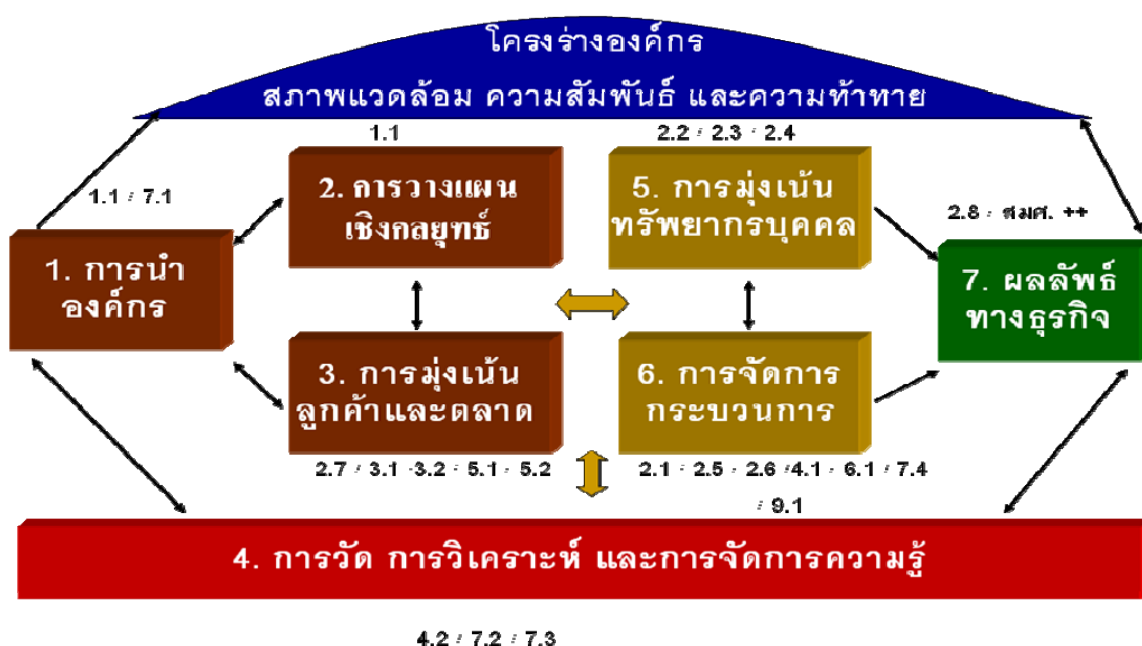 โครงร่างองค์กร
สภาพแวดล้อม ความสัมพันธ์ และความท้าทาย
1.1
2.2 / 2.3 / 2.4
1.1 / 7.1
2. การวางแผน
เชิงกลยุทธ์
5. การมุ่งเน้น
ทรัพยากรบุคคล
2.8 / สมศ. ++
1. การนำ
องค์กร
7. ผลลัพธ์
ทางธุรกิจ
3. การมุ่งเน้น
ลูกค้าและตลาด
6. การจัดการ
กระบวนการ
2.7 / 3.1 -3.2 / 5.1 / 5.2
2.1 / 2.5 / 2.6 /4.1 / 6.1 / 7.4
/ 9.1
4. การวัด การวิเคราะห์ และการจัดการความรู้
4.2 / 7.2 / 7.3